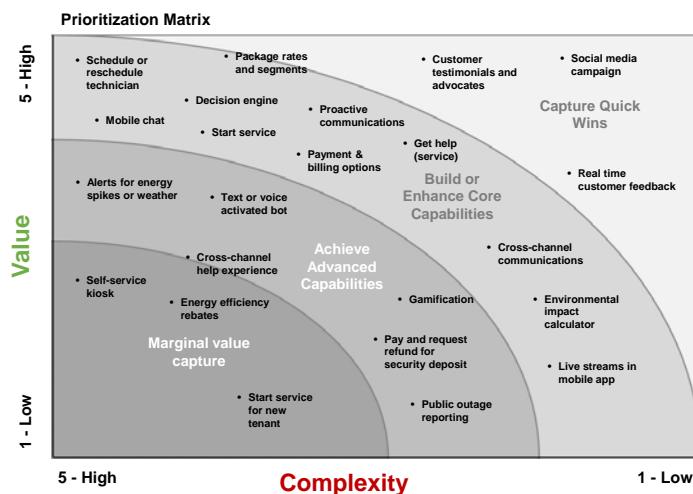 Prioritization Matrix
5 - High
Value
1 - Low
• Schedule or
reschedule
technician
• Package rates
and segments
• Customer
testimonials and
advocates
• Social media
campaign
• Decision engine
• Proactive
communications
Capture Quick
Wins
• Mobile chat
• Start service
• Get help
(service)
• Payment &
billing options
• Real time
customer feedback
Build or
Enhance Core
Capabilities
• Alerts for energy
spikes or weather
• Text or voice
activated bot
• Cross-channel
help experience
Achieve
Advanced
Capabilities
• Cross-channel
communications
• Self-service
kiosk
• Energy efficiency
rebates
• Gamification
• Environmental
impact
calculator
Marginal value
capture
• Pay and request
refund for
security deposit
• Live streams in
mobile app
• Start service
for new
tenant
• Public outage
reporting
5 - High
Complexity
1 - Low